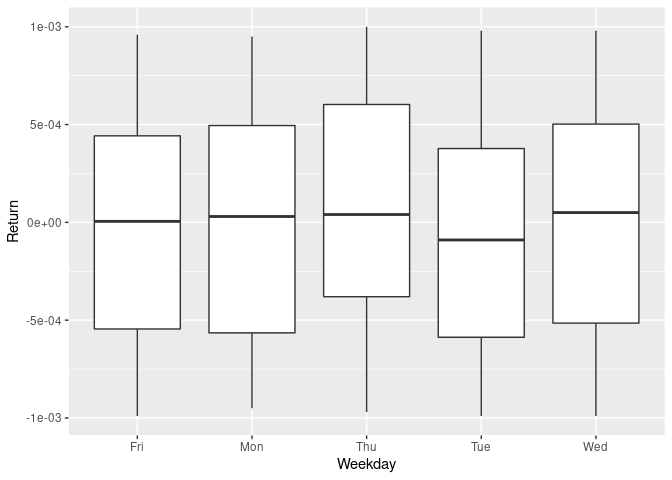 1e-03
5e-04
0e+00
-5e-04
-1e-03
Return
Fri Mon Thu Tue Wed
Weekday